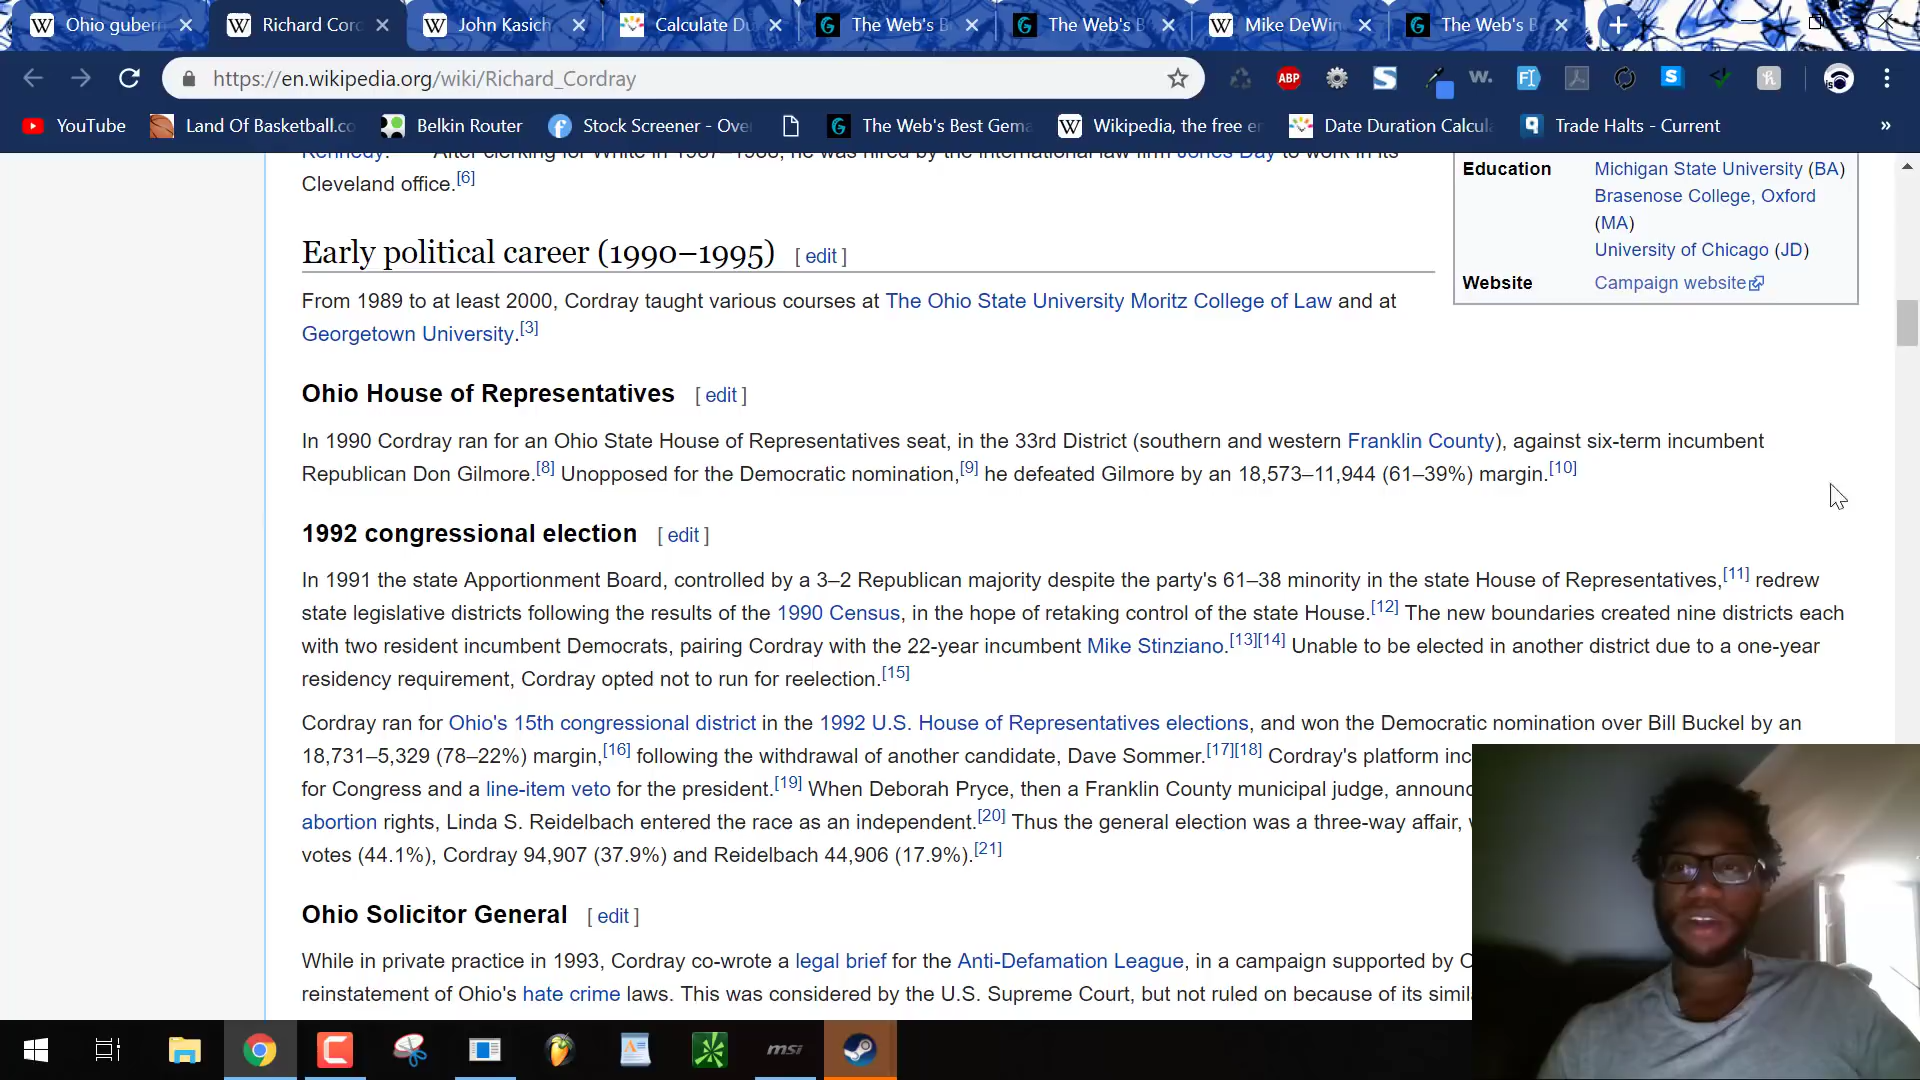 Ohio guber
Richard Cor
John Kasich
Calculate Du
The Web's B
The Web's B
Mike DeWin
The Web's B
https://en.wikipedia.org/wiki/Richard_Cordray
ABP
YouTube
Land Of Basketball.co
Belkin Router
Stock Screener - Ove
The Web's Best Gema
Wikipedia, the free e
Date Duration Calcul
Trade Halts - Current
»
Cleveland office.[6]
Education Michigan State University (BA)
Brasenose College, Oxford
(MA)
University of Chicago (JD)
Website Campaign website
Early political career (1990–1995) [ edit ]
From 1989 to at least 2000, Cordray taught various courses at The Ohio State University Moritz College of Law and at
Georgetown University.[3]
Ohio House of Representatives [ edit ]
In 1990 Cordray ran for an Ohio State House of Representatives seat, in the 33rd District (southern and western Franklin County), against six-term incumbent
Republican Don Gilmore.[8] Unopposed for the Democratic nomination,[9] he defeated Gilmore by an 18,573–11,944 (61–39%) margin.[10]
1992 congressional election [ edit ]
In 1991 the state Apportionment Board, controlled by a 3–2 Republican majority despite the party's 61–38 minority in the state House of Representatives,[11] redrew
state legislative districts following the results of the 1990 Census, in the hope of retaking control of the state House.[12] The new boundaries created nine districts each
with two resident incumbent Democrats, pairing Cordray with the 22-year incumbent Mike Stinziano.[13][14] Unable to be elected in another district due to a one-year
residency requirement, Cordray opted not to run for reelection.[15]
Cordray ran for Ohio's 15th congressional district in the 1992 U.S. House of Representatives elections, and won the Democratic nomination over Bill Buckel by an
18,731–5,329 (78–22%) margin,[16] following the withdrawal of another candidate, Dave Sommer.[17][18] Cordray's platform inc
for Congress and a line-item veto for the president.[19] When Deborah Pryce, then a Franklin County municipal judge, announc
abortion rights, Linda S. Reidelbach entered the race as an independent.[20] Thus the general election was a three-way affair,
votes (44.1%), Cordray 94,907 (37.9%) and Reidelbach 44,906 (17.9%).[21]
Ohio Solicitor General [ edit ]
While in private practice in 1993, Cordray co-wrote a legal brief for the Anti-Defamation League, in a campaign supported by
reinstatement of Ohio's hate crime laws. This was considered by the U.S. Supreme Court, but not ruled on because of its simil
msi